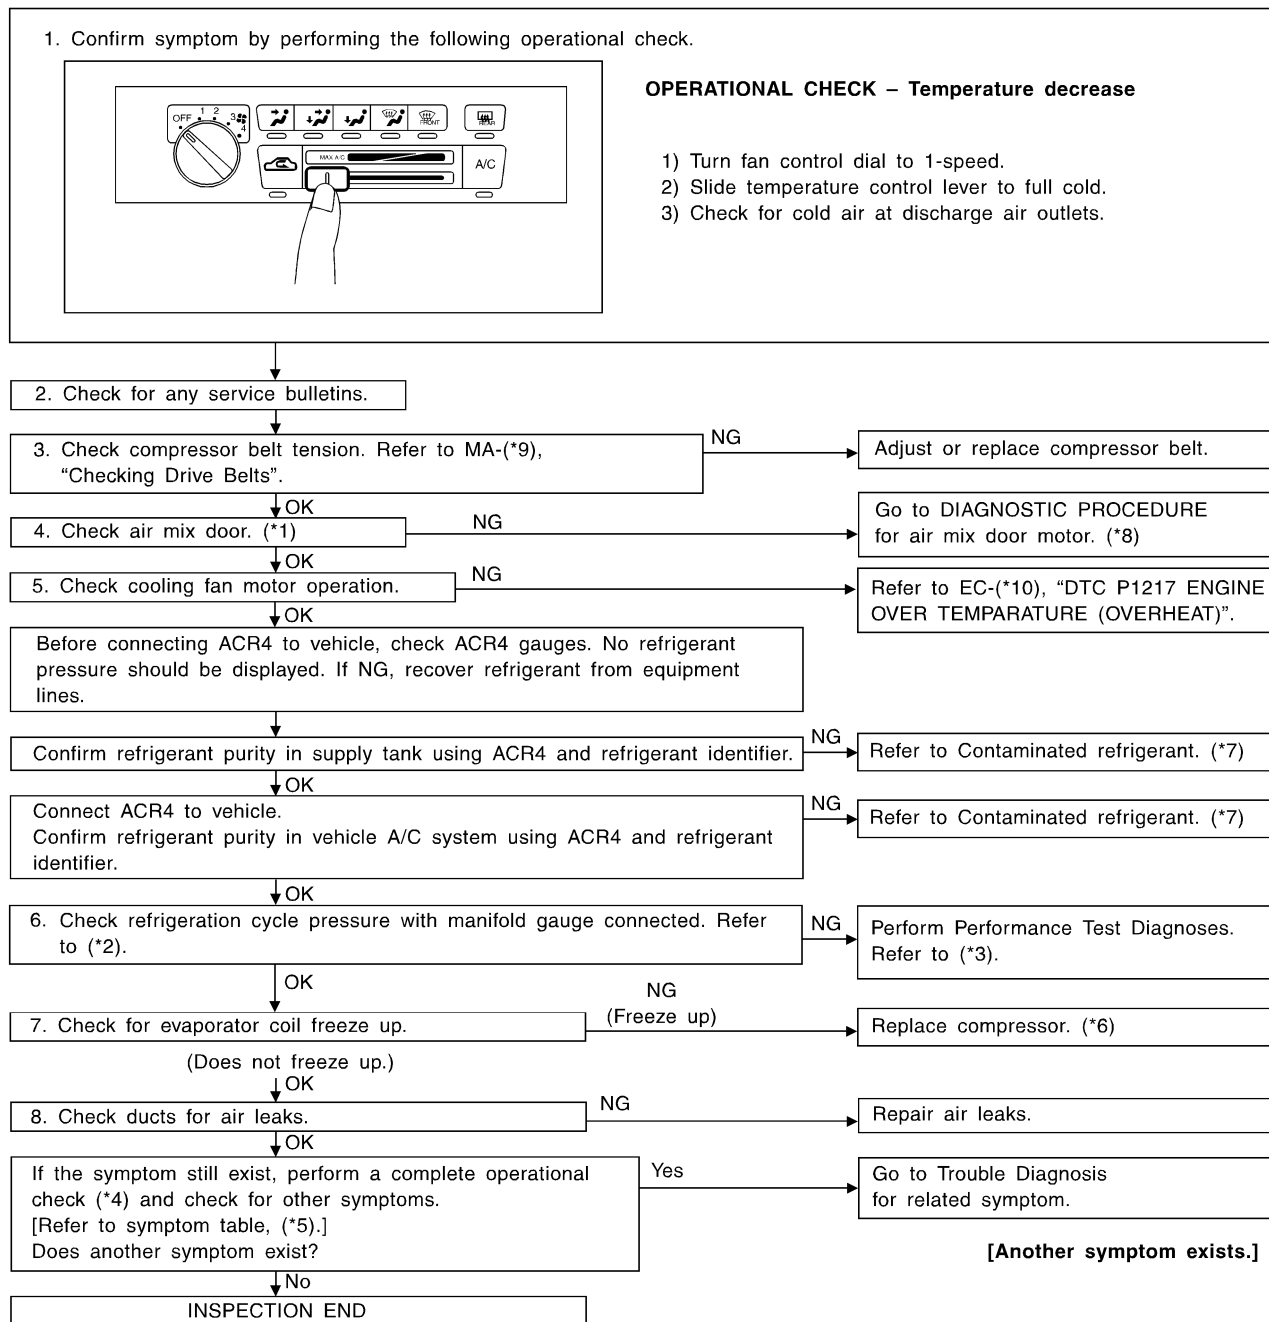 1. Confirm symptom by performing the following operational check.
OFF 1 2 3 4
FRONT
REAR
MAX A/C
A/C
OPERATIONAL CHECK – Temperature decrease
1) Turn fan control dial to 1-speed.
2) Slide temperature control lever to full cold.
3) Check for cold air at discharge air outlets.
2. Check for any service bulletins.
3. Check compressor belt tension. Refer to MA-(*9),
“Checking Drive Belts”.
NG
Adjust or replace compressor belt.
OK
4. Check air mix door. (*1)
NG
Go to DIAGNOSTIC PROCEDURE
for air mix door motor. (*8)
OK
5. Check cooling fan motor operation.
NG
Refer to EC-(*10), “DTC P1217 ENGINE
OVER TEMPARATURE (OVERHEAT)”.
OK
Before connecting ACR4 to vehicle, check ACR4 gauges. No refrigerant
pressure should be displayed. If NG, recover refrigerant from equipment
lines.
Confirm refrigerant purity in supply tank using ACR4 and refrigerant identifier.
NG
Refer to Contaminated refrigerant. (*7)
OK
Connect ACR4 to vehicle.
Confirm refrigerant purity in vehicle A/C system using ACR4 and refrigerant
identifier.
NG
Refer to Contaminated refrigerant. (*7)
OK
6. Check refrigeration cycle pressure with manifold gauge connected. Refer
to (*2).
NG
Perform Performance Test Diagnoses.
Refer to (*3).
OK
7. Check for evaporator coil freeze up.
NG
(Freeze up)
Replace compressor. (*6)
(Does not freeze up.)
OK
8. Check ducts for air leaks.
NG
Repair air leaks.
OK
If the symptom still exist, perform a complete operational
check (*4) and check for other symptoms.
[Refer to symptom table, (*5).]
Does another symptom exist?
Yes
Go to Trouble Diagnosis
for related symptom.
[Another symptom exists.]
No
INSPECTION END